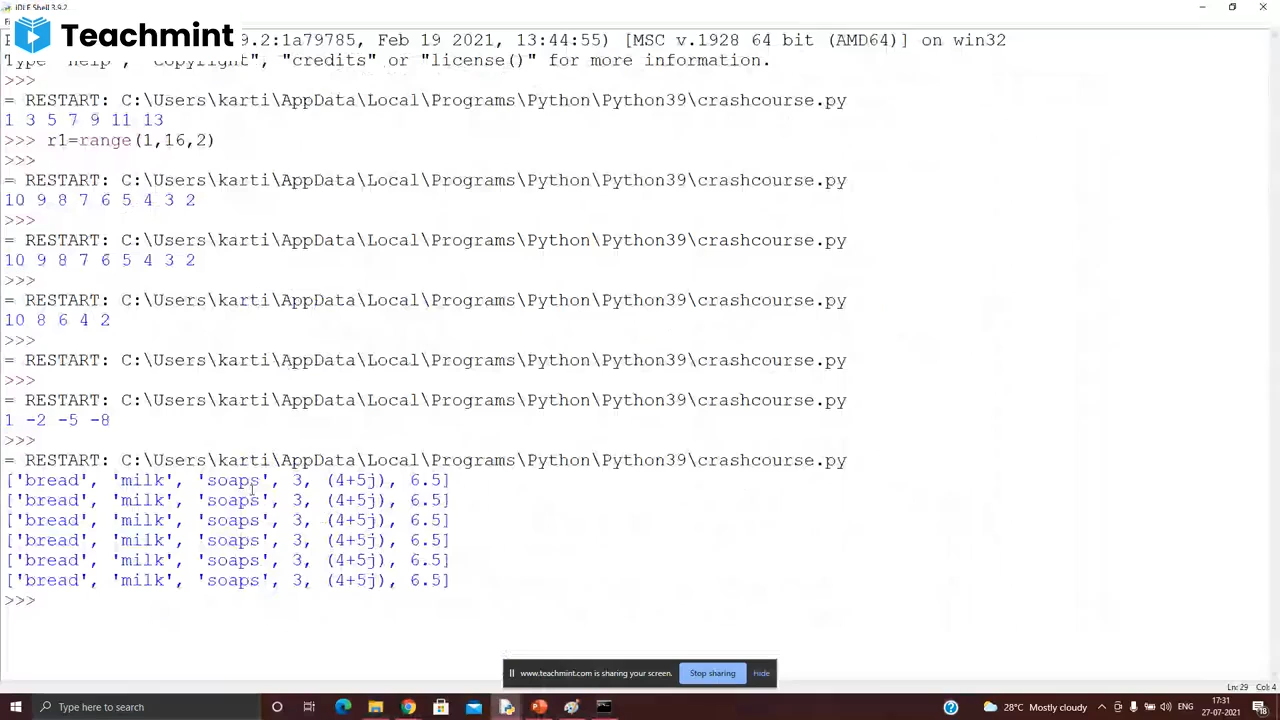 IDLE Shell 3.9.2
Teachmint
9.2:1a79785, Feb 19 2021, 13:44:55) [MSC v.1928 64 bit (AMD64)] on win32
Type "help", "copyright", "credits" or "license()" for more information.
>>>
= RESTART: C:\Users\karti\AppData\Local\Programs\Python\Python39\crashcourse.py
1 3 5 7 9 11 13
>>> r1=range(1,16,2)
>>>
= RESTART: C:\Users\karti\AppData\Local\Programs\Python\Python39\crashcourse.py
10 9 8 7 6 5 4 3 2
>>>
= RESTART: C:\Users\karti\AppData\Local\Programs\Python\Python39\crashcourse.py
10 9 8 7 6 5 4 3 2
>>>
= RESTART: C:\Users\karti\AppData\Local\Programs\Python\Python39\crashcourse.py
10 8 6 4 2
>>>
= RESTART: C:\Users\karti\AppData\Local\Programs\Python\Python39\crashcourse.py
>>>
= RESTART: C:\Users\karti\AppData\Local\Programs\Python\Python39\crashcourse.py
1 -2 -5 -8
>>>
= RESTART: C:\Users\karti\AppData\Local\Programs\Python\Python39\crashcourse.py
['bread', 'milk', 'soaps', 3, (4+5j), 6.5]
['bread', 'milk', 'soaps', 3, (4+5j), 6.5]
['bread', 'milk', 'soaps', 3, (4+5j), 6.5]
['bread', 'milk', 'soaps', 3, (4+5j), 6.5]
['bread', 'milk', 'soaps', 3, (4+5j), 6.5]
['bread', 'milk', 'soaps', 3, (4+5j), 6.5]
>>>
www.teachmint.com is sharing your screen. Stop sharing Hide
Ln: 29 Col: 4
Type here to search
28°C Mostly cloudy
ENG
17:31
27-07-2021
18